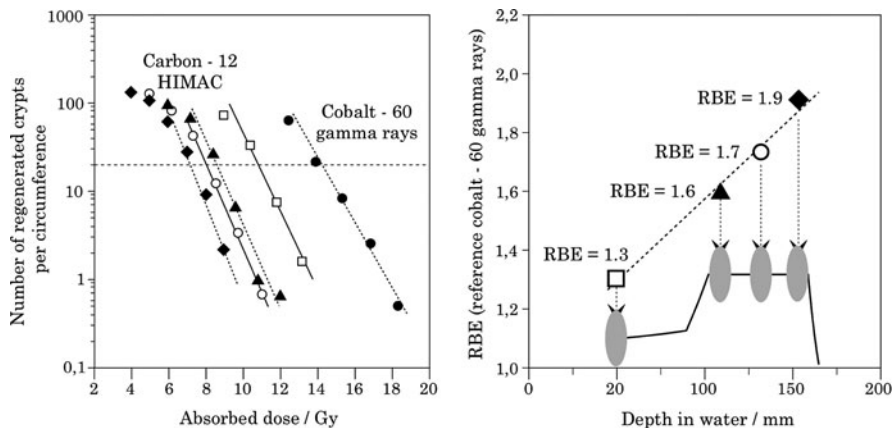 1000
100
10
1
0,1
Number of regenerated crypts
per circumference
Carbon - 12
HIMAC
Cobalt - 60
gamma rays
2 4 6 8 10 12 14 16 18 20
Absorbed dose / Gy
2,2
2,0
1,8
1,6
1,4
1,2
1,0
RBE (reference cobalt - 60 gamma rays)
RBE = 1.9
RBE = 1.7
RBE = 1.6
RBE = 1.3
0 20 100 150 200
Depth in water / mm